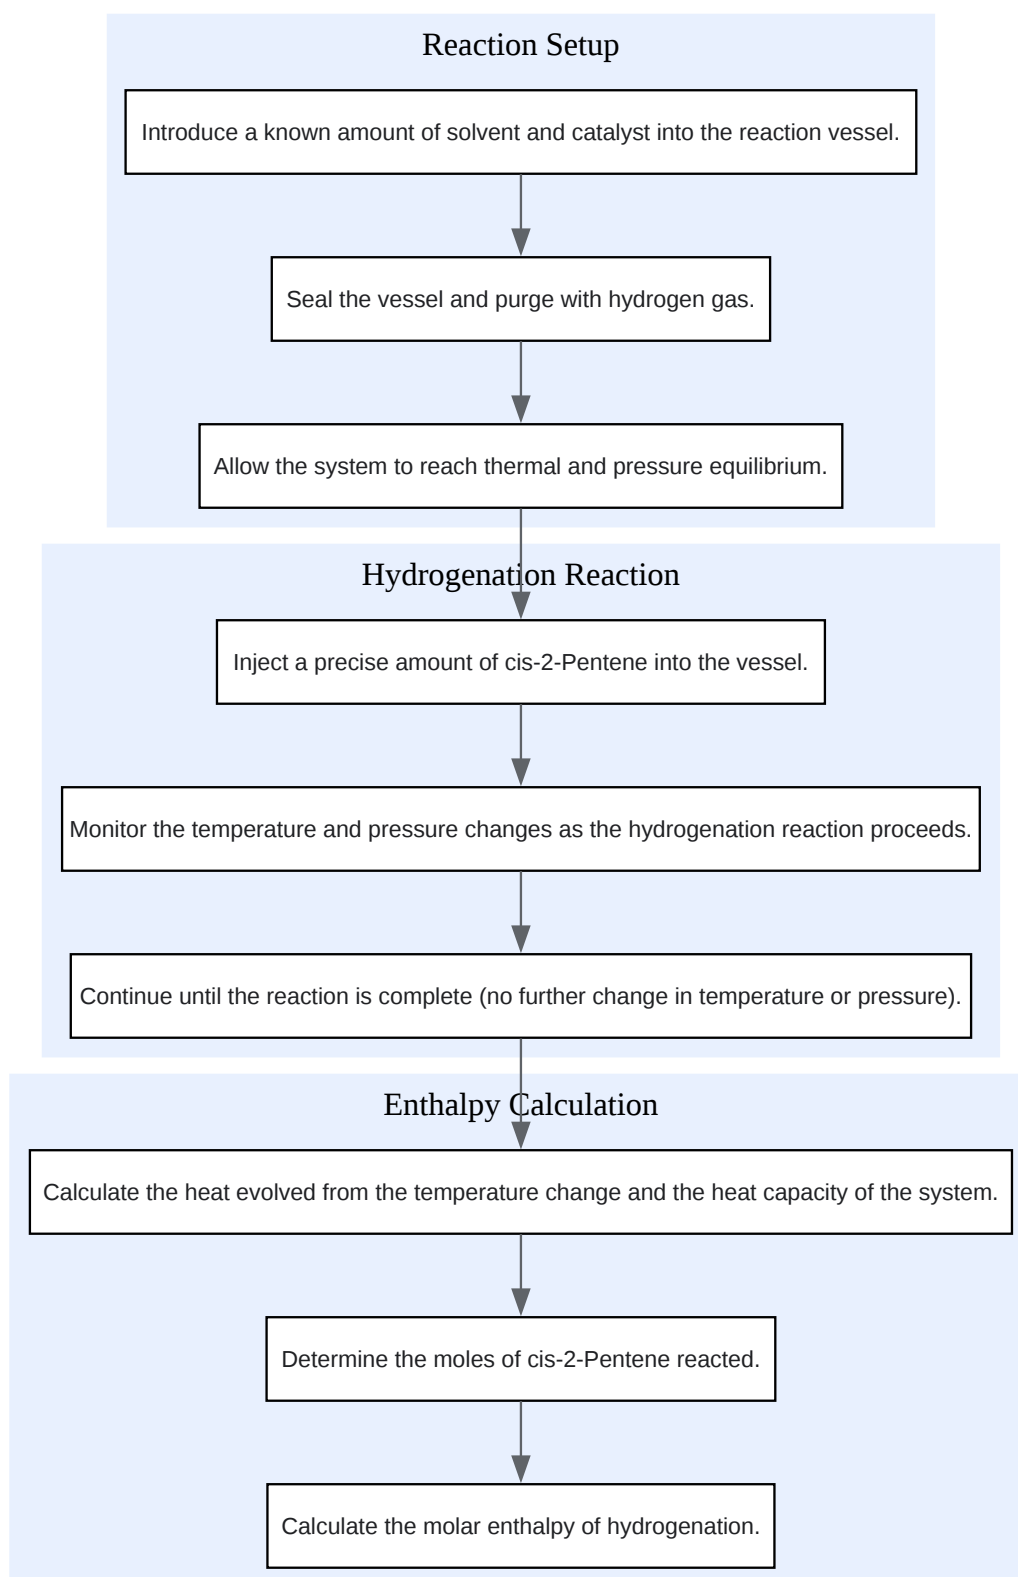 Reaction Setup
Introduce a known amount of solvent and catalyst into the reaction vessel.
Seal the vessel and purge with hydrogen gas.
Allow the system to reach thermal and pressure equilibrium.
Hydrogenation Reaction
Inject a precise amount of cis-2-Pentene into the vessel.
Monitor the temperature and pressure changes as the hydrogenation reaction proceeds.
Continue until the reaction is complete (no further change in temperature or pressure).
Enthalpy Calculation
Calculate the heat evolved from the temperature change and the heat capacity of the system.
Determine the moles of cis-2-Pentene reacted.
Calculate the molar enthalpy of hydrogenation.